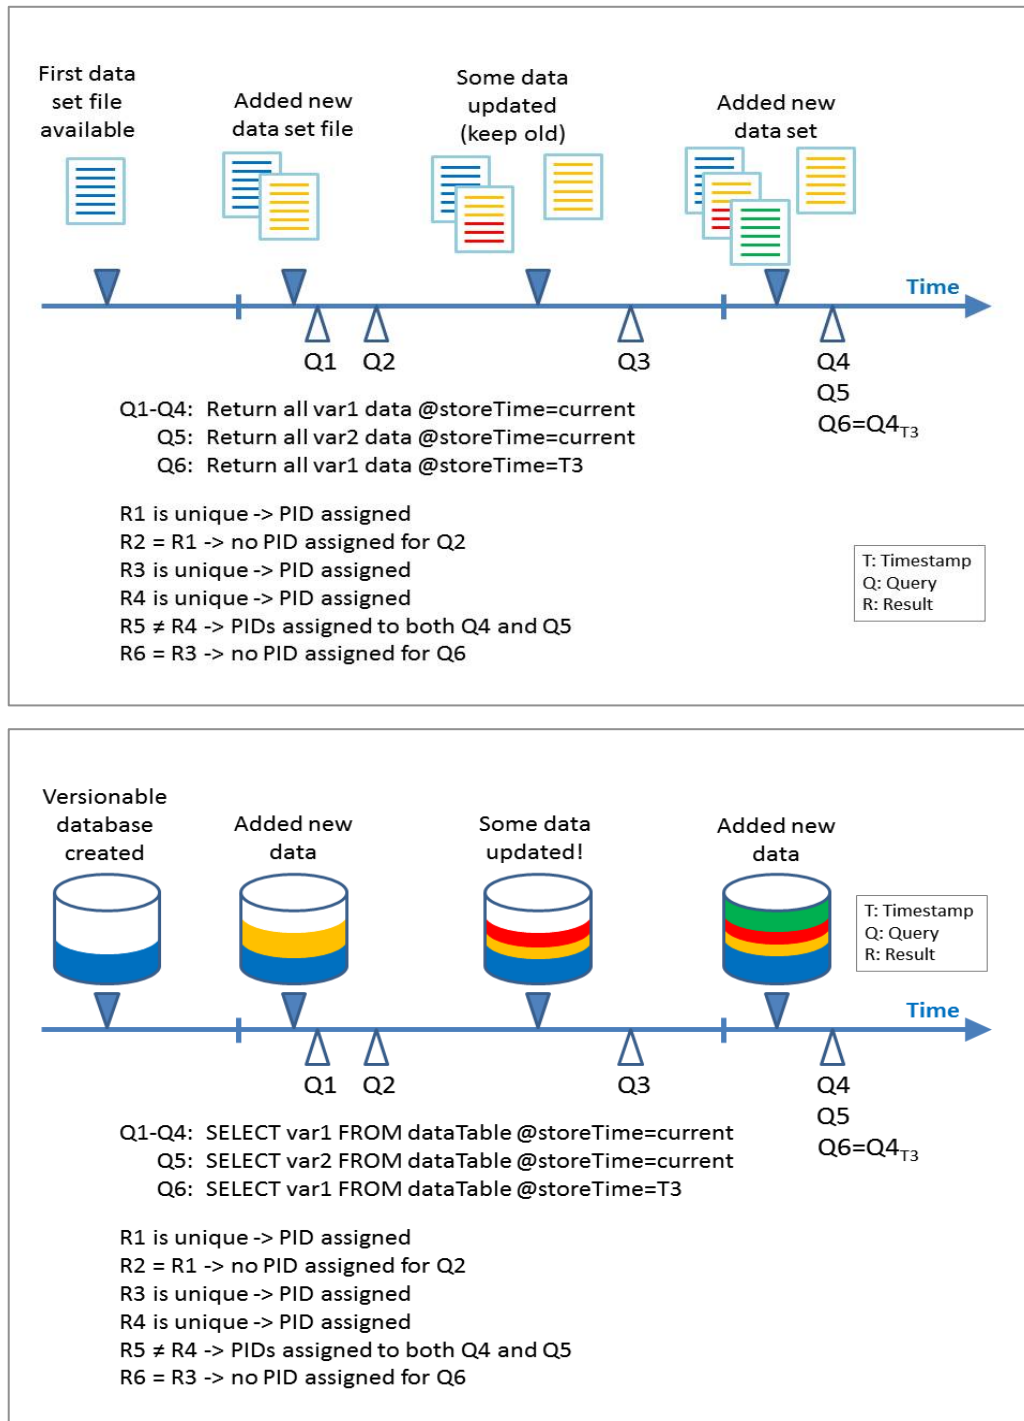 First data
set file
available
Added new
data set file
Some data
updated
(keep old)
Added new
data set
Time
Q1
Q2
Q3
Q4
Q5
Q6=Q4T3
Q1-Q4: Return all var1 data @storeTime=current
Q5: Return all var2 data @storeTime=current
Q6: Return all var1 data @storeTime=T3
R1 is unique -> PID assigned
R2 = R1 -> no PID assigned for Q2
R3 is unique -> PID assigned
R4 is unique -> PID assigned
R5 ≠ R4 -> PIDs assigned to both Q4 and Q5
R6 = R3 -> no PID assigned for Q6
T: Timestamp
Q: Query
R: Result
Versionable
database
created
Added new
data
Some data
updated!
Added new
data
T: Timestamp
Q: Query
R: Result
Time
Q1
Q2
Q3
Q4
Q5
Q6=Q4T3
Q1-Q4: SELECT var1 FROM dataTable @storeTime=current
Q5: SELECT var2 FROM dataTable @storeTime=current
Q6: SELECT var1 FROM dataTable @storeTime=T3
R1 is unique -> PID assigned
R2 = R1 -> no PID assigned for Q2
R3 is unique -> PID assigned
R4 is unique -> PID assigned
R5 ≠ R4 -> PIDs assigned to both Q4 and Q5
R6 = R3 -> no PID assigned for Q6